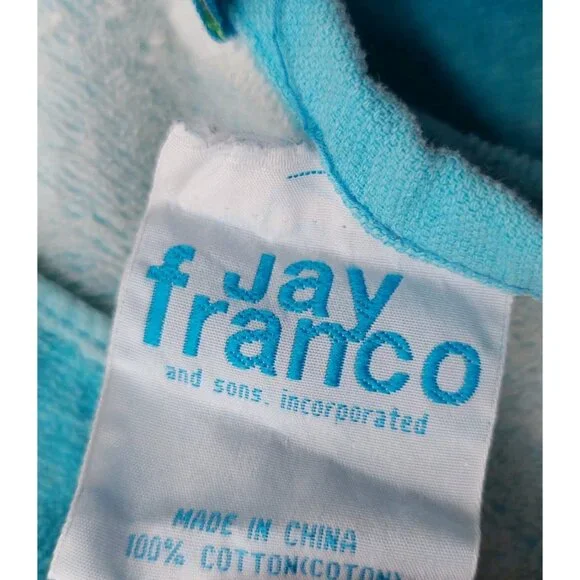 Jay
franco
and sons, incorporated
MADE IN CHINA
100% COTTON(COTON)